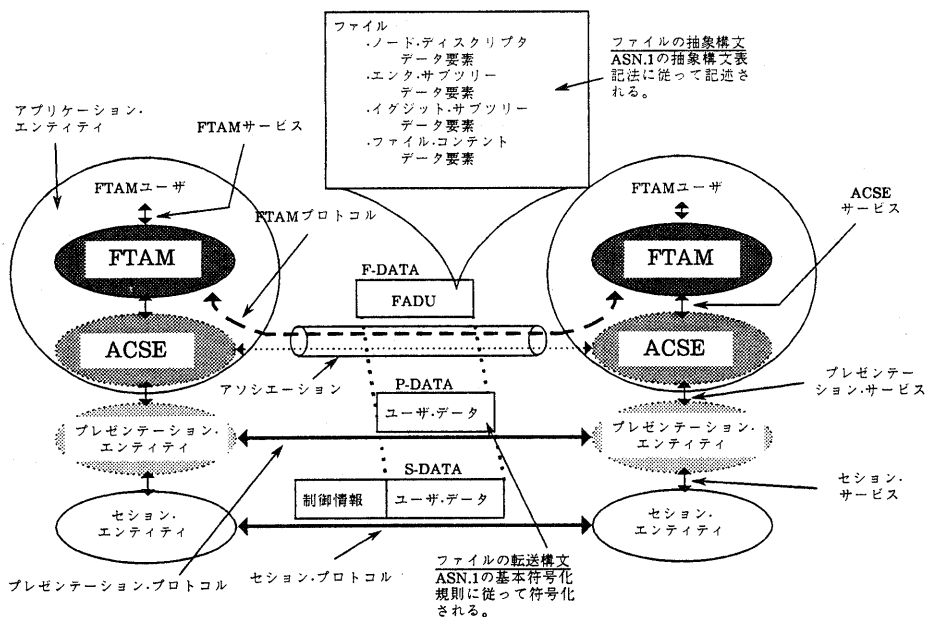 ファイル
・ノード・ディスクリプタ
データ要素
・エンタ・サブツリー
データ要素
・イグジット・サブツリー
データ要素
・ファイル・コンテント
データ要素
ファイルの抽象構文
ASN.1の抽象構文表
記法に従って記述さ
れる。
アプリケーション・
エンティティ
FTAMサービス
FTAMユーザ
FTAMプロトコル
FTAM
ACSE
F-DATA
FADU
FTAMユーザ
FTAM
ACSE
ACSE
サービス
アソシエーション
P-DATA
ユーザ・データ
プレゼンテー
ション・サービス
プレゼンテーション・
エンティティ
プレゼンテーション・
エンティティ
S-DATA
制御情報
ユーザ・データ
セション・
サービス
セション・
エンティティ
セション・
エンティティ
プレゼンテーション・プロトコル
セション・プロトコル
ファイルの転送構文
ASN.1の基本符号化
規則に従って符号化
される。